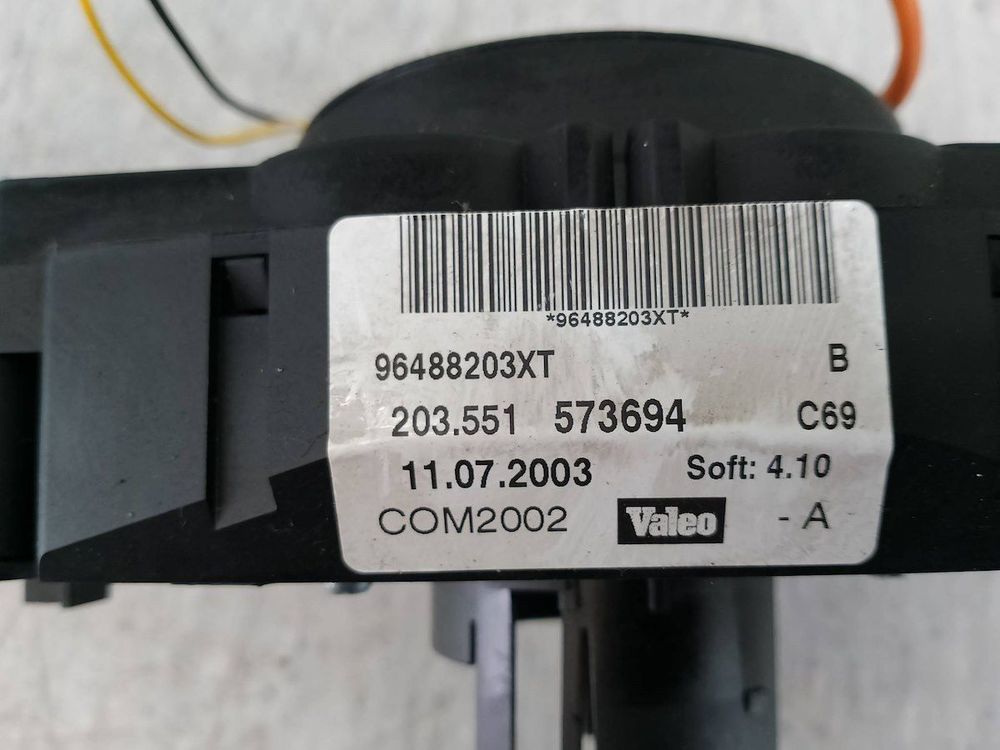 *96488203XT*
96488203XT B
203.551 573694 C69
11.07.2003 Soft: 4.10
COM2002 Valeo - A